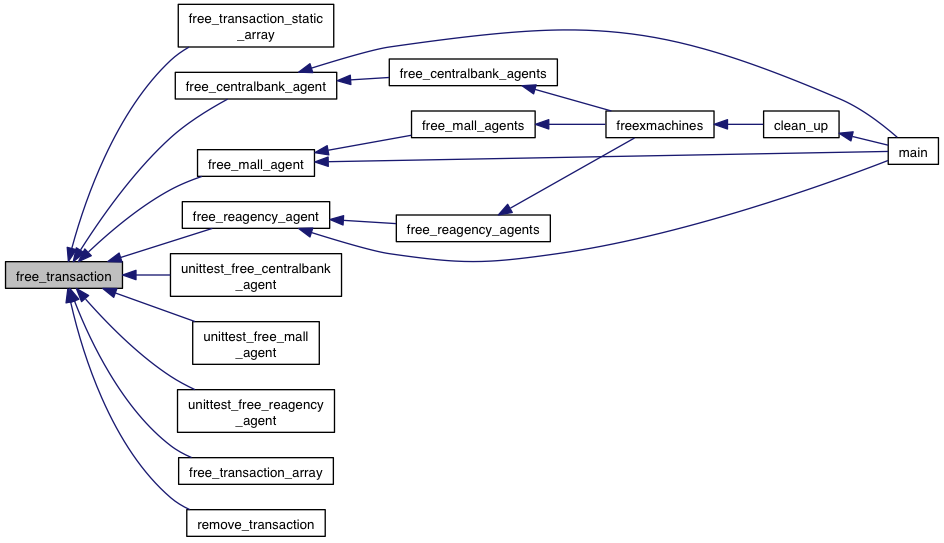 free_transaction_static
_array
free_centralbank_agent
free_centralbank_agents
free_mall_agents
freexmachines
clean_up
main
free_mall_agent
free_reagency_agent
free_reagency_agents
free_transaction
unittest_free_centralbank
_agent
unittest_free_mall
_agent
unittest_free_reagency
_agent
free_transaction_array
remove_transaction